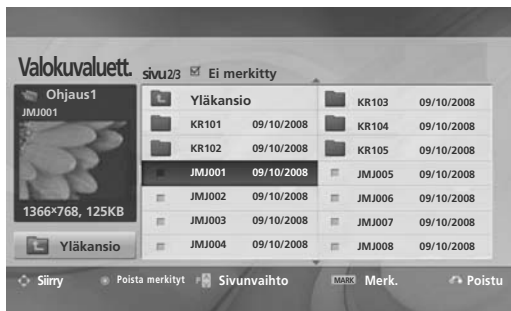 Valokuvaluett. sivu2/3 Ei merkitty
Ohjaus1
JMJ001
1366x768, 125KB
Yläkansio
Yläkansio
KR101 09/10/2008
KR102 09/10/2008
JMJ001 09/10/2008
JMJ002 09/10/2008
JMJ003 09/10/2008
JMJ004 09/10/2008
KR103 09/10/2008
KR104 09/10/2008
KR105 09/10/2008
JMJ005 09/10/2008
JMJ006 09/10/2008
JMJ007 09/10/2008
JMJ008 09/10/2008
Siirry Poista merkityt P Sivunvaihto MARK Merk. Poistu